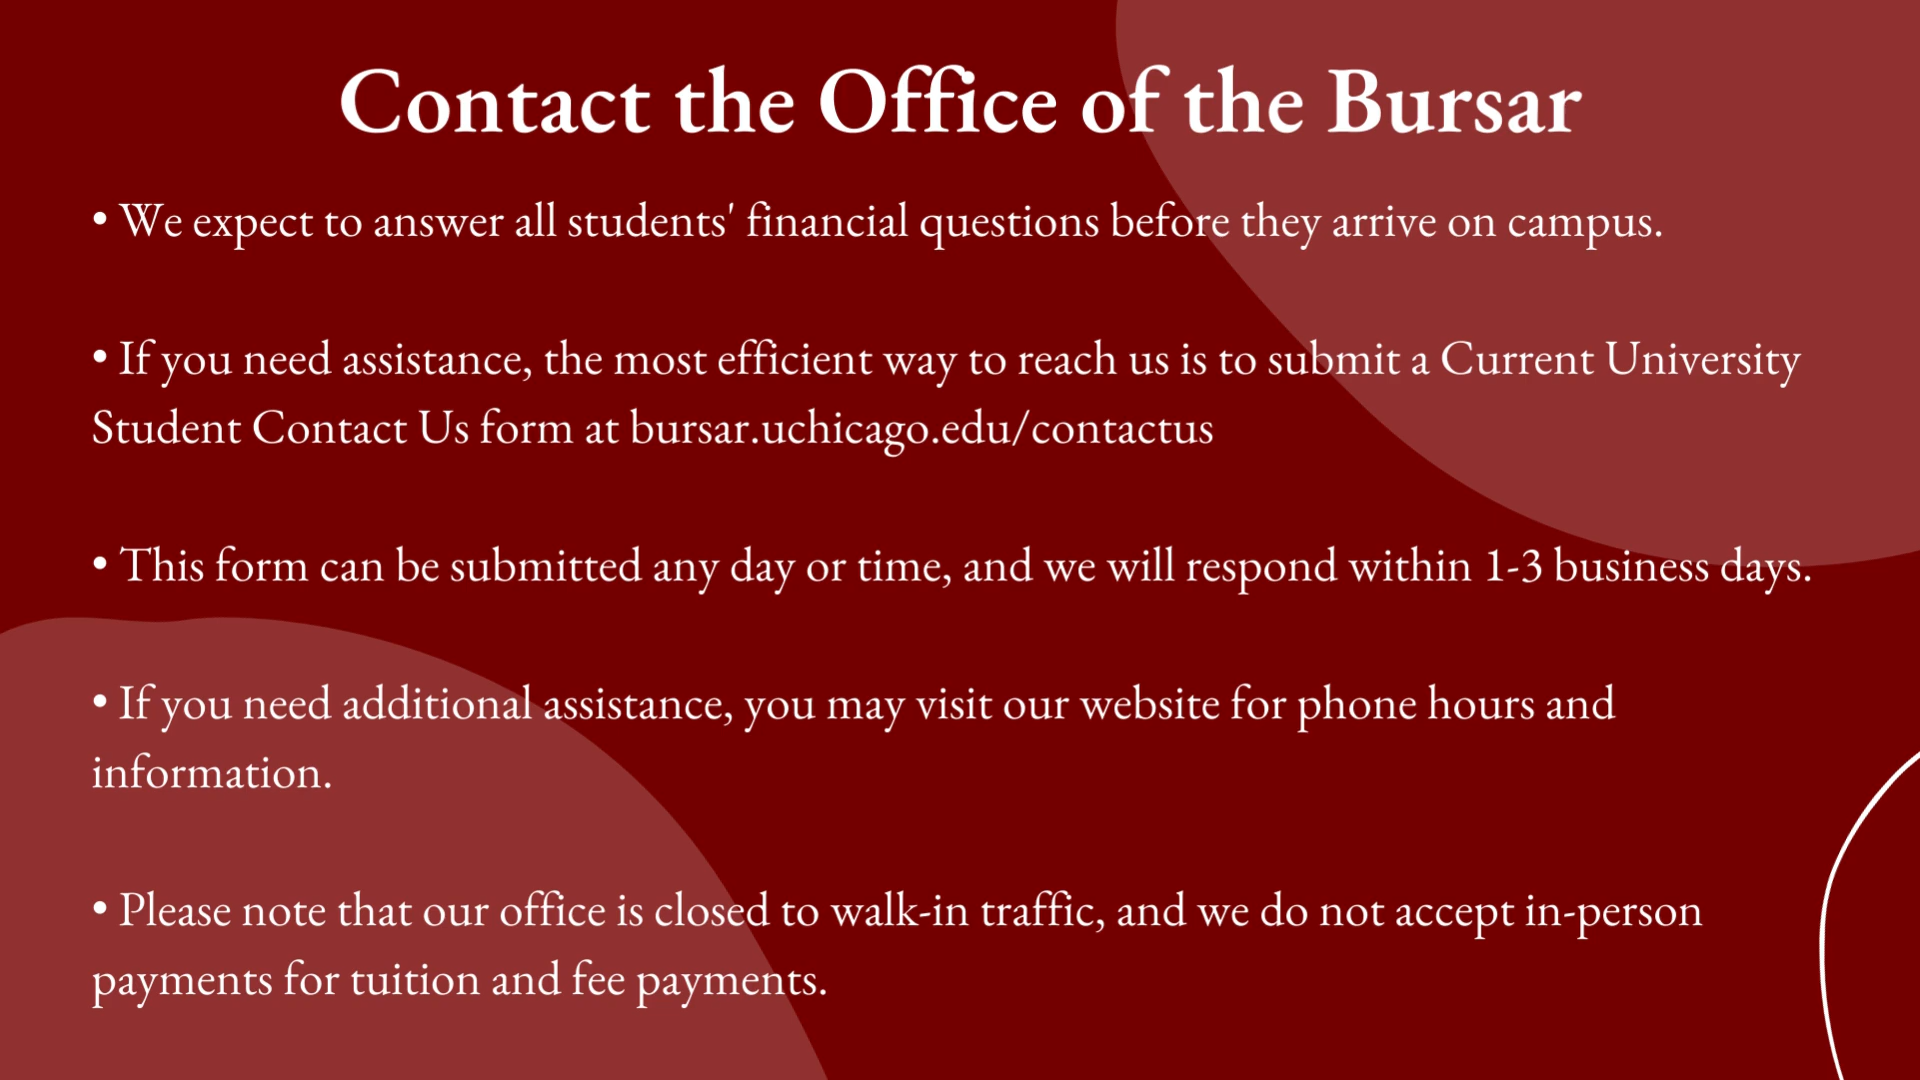 Contact the Office of the Bursar
• We expect to answer all students' financial questions before they arrive on campus.
• If you need assistance, the most efficient way to reach us is to submit a Current University
Student Contact Us form at bursar.uchicago.edu/contactus
• This form can be submitted any day or time, and we will respond within 1-3 business days.
• If you need additional assistance, you may visit our website for phone hours and
information.
• Please note that our office is closed to walk-in traffic, and we do not accept in-person
payments for tuition and fee payments.